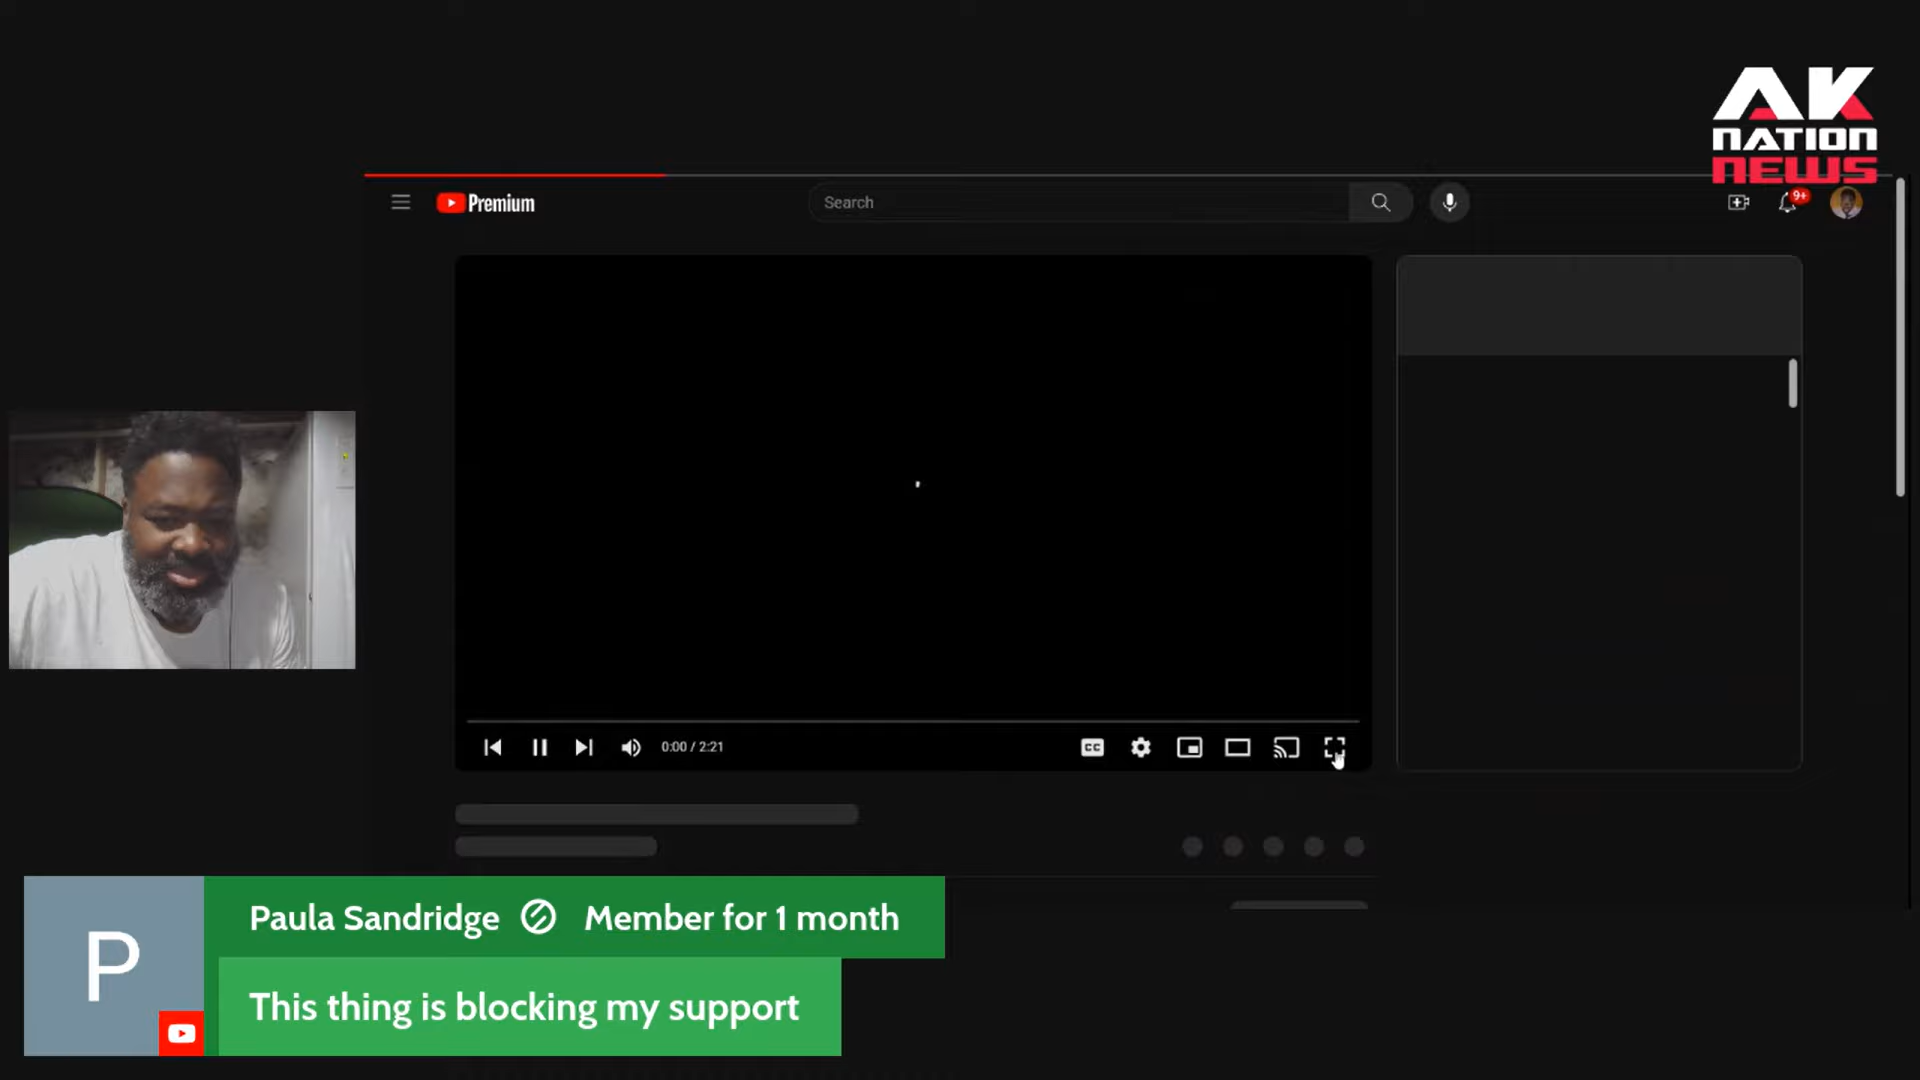 AK
NATION
NEWS
Premium
Search
9+
0:00 / 2:21
CC
P
Paula Sandridge Member for 1 month
This thing is blocking my support